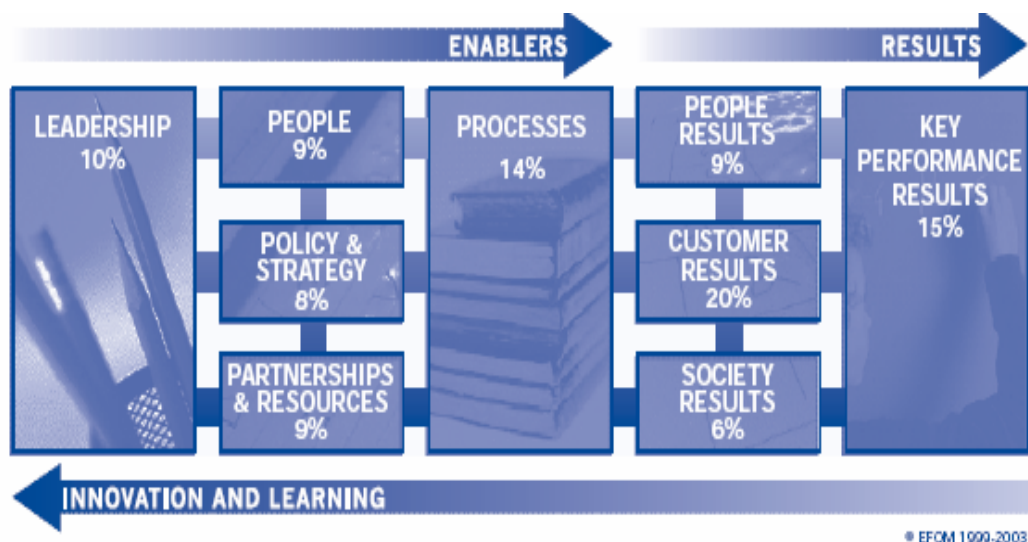 ENABLERS
RESULTS
LEADERSHIP
10%
PEOPLE
9%
POLICY &
STRATEGY
8%
PARTNERSHIPS
& RESOURCES
9%
PROCESSES
14%
PEOPLE
RESULTS
9%
CUSTOMER
RESULTS
20%
SOCIETY
RESULTS
6%
KEY
PERFORMANCE
RESULTS
15%
INNOVATION AND LEARNING
© EFQM 1999-2003